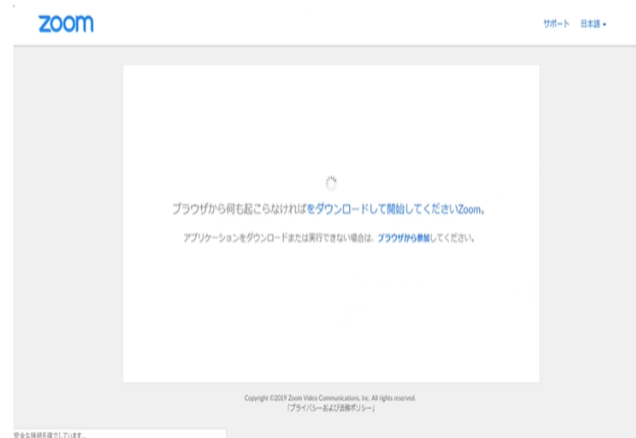 zoom
サポート 日本語
ブラウザから何も起こらなければをダウンロードして開始してくださいZoom。
アプリケーションをダウンロードまたは実行できない場合は、ブラウザから参加してください。
Copyright ©2019 Zoom Video Communications, Inc. All rights reserved.
「プライバシーおよび法務ポリシー」
安全な接続を確立しています...